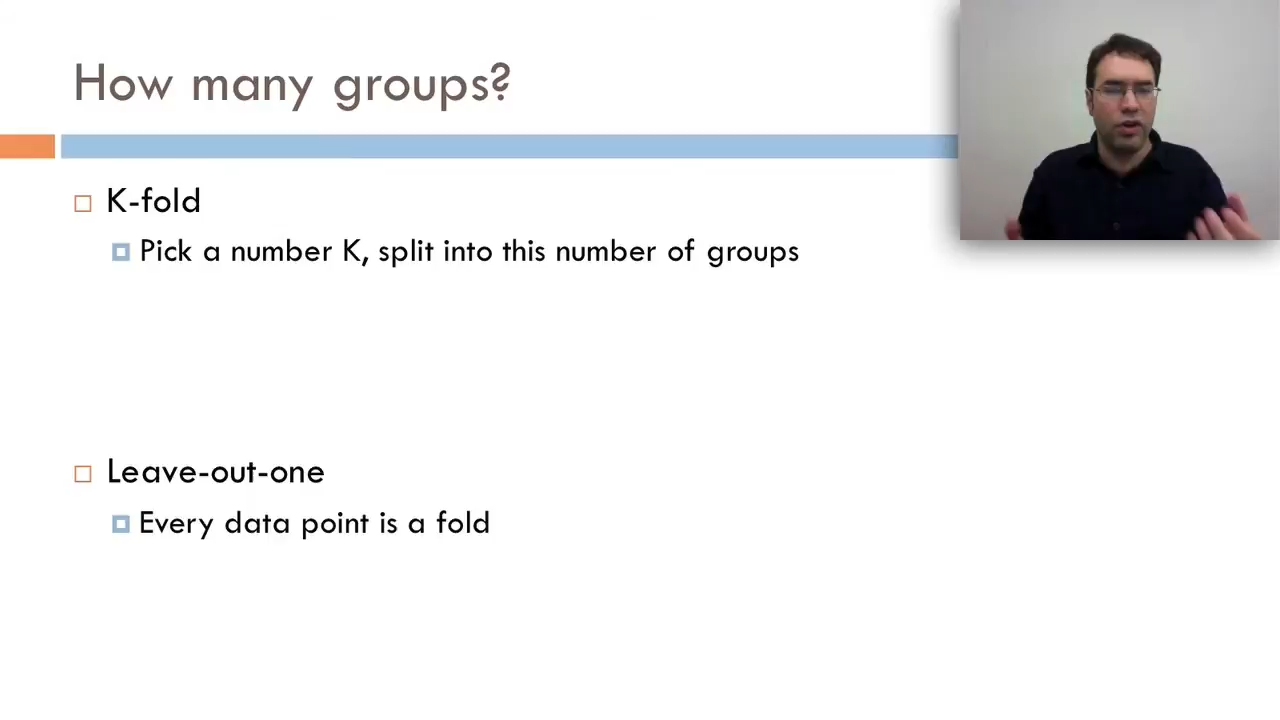 How many groups?
K-fold
Pick a number K, split into this number of groups
Leave-out-one
Every data point is a fold